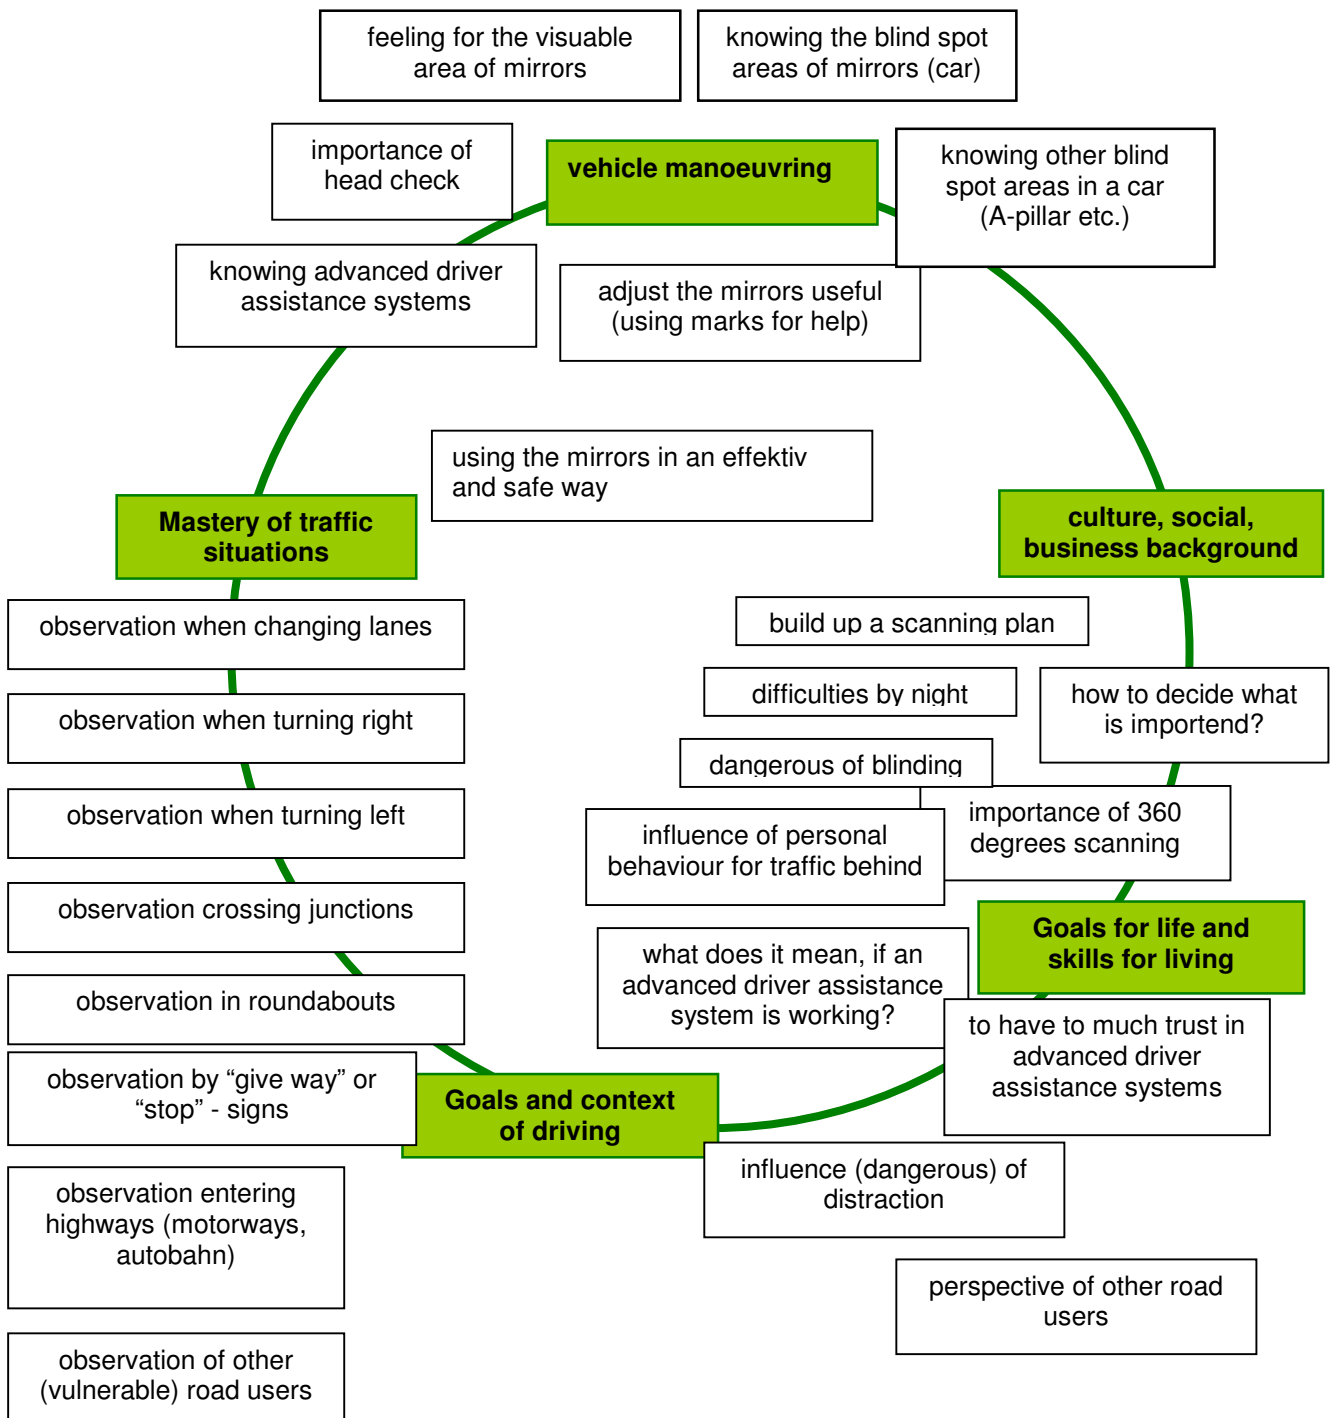 feeling for the visuable
area of mirrors
knowing the blind spot
areas of mirrors (car)
importance of
head check
vehicle manoeuvring
knowing other blind
spot areas in a car
(A-pillar etc.)
knowing advanced driver
assistance systems
adjust the mirrors useful
(using marks for help)
using the mirrors in an effektiv
and safe way
Mastery of traffic
situations
culture, social,
business background
observation when changing lanes
build up a scanning plan
difficulties by night
how to decide what
is importend?
observation when turning right
dangerous of blinding
observation when turning left
influence of personal
behaviour for traffic behind
importance of 360
degrees scanning
observation crossing junctions
Goals for life and
skills for living
what does it mean, if an
advanced driver assistance
system is working?
observation in roundabouts
to have to much trust in
advanced driver
assistance systems
observation by “give way” or
“stop” - signs
Goals and context
of driving
influence (dangerous) of
distraction
observation entering
highways (motorways,
autobahn)
perspective of other road
users
observation of other
(vulnerable) road users